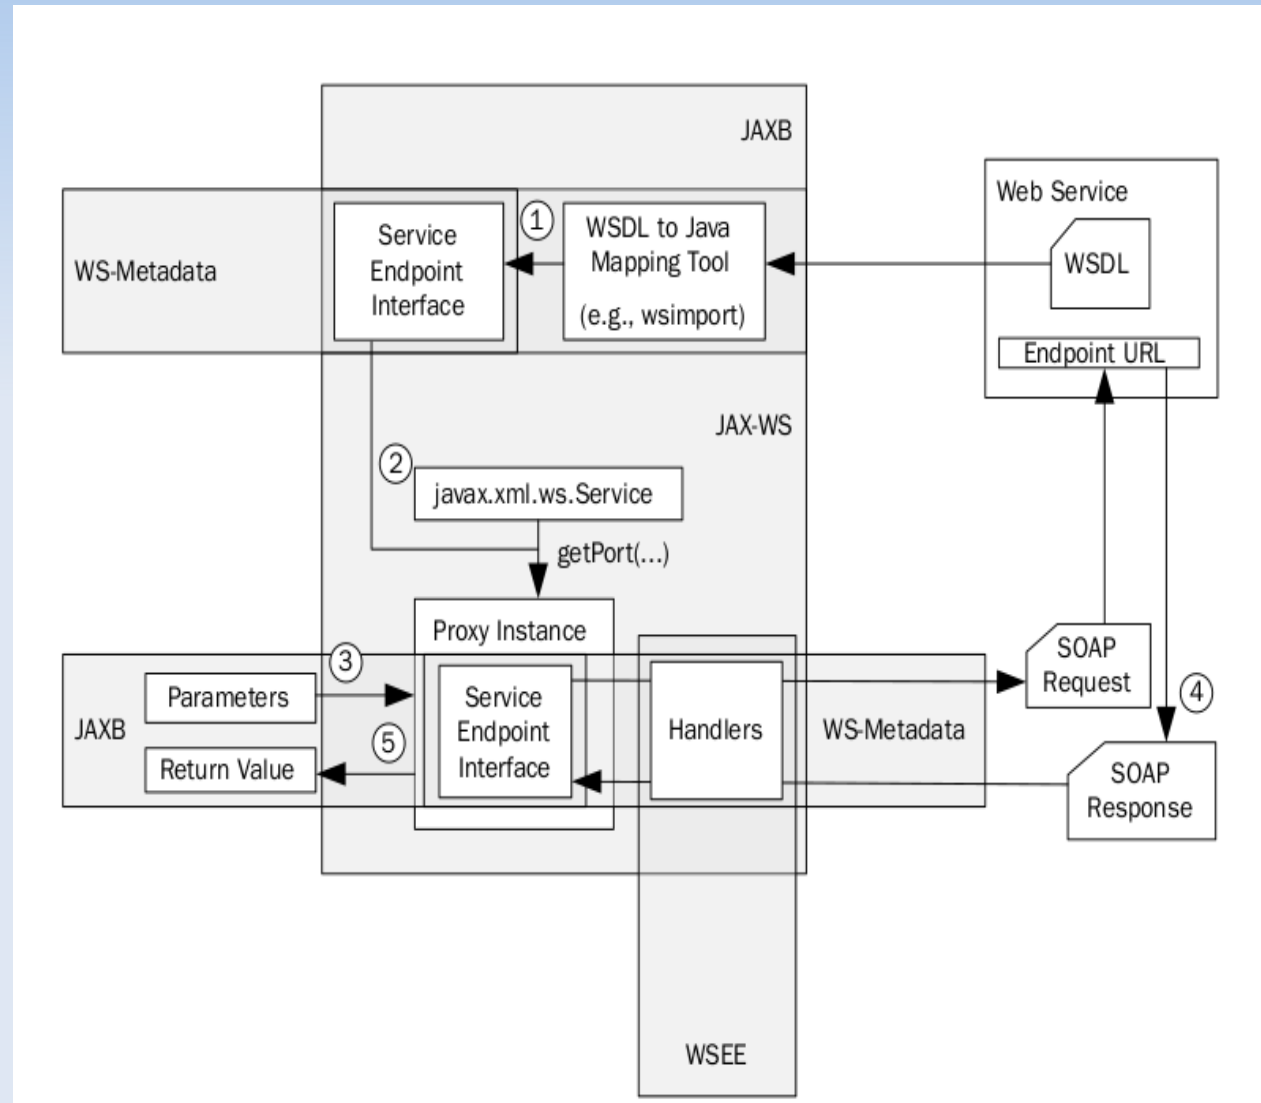 JAXB
Web Service
WS-Metadata
Service
Endpoint
Interface
1
WSDL to Java
Mapping Tool
(e.g., wsimport)
WSDL
Endpoint URL
JAX-WS
2
javax.xml.ws.Service
getPort(...)
Proxy Instance
3
JAXB
Parameters
5
Return Value
Service
Endpoint
Interface
Handlers
WS-Metadata
SOAP
Request
4
SOAP
Response
WSEE